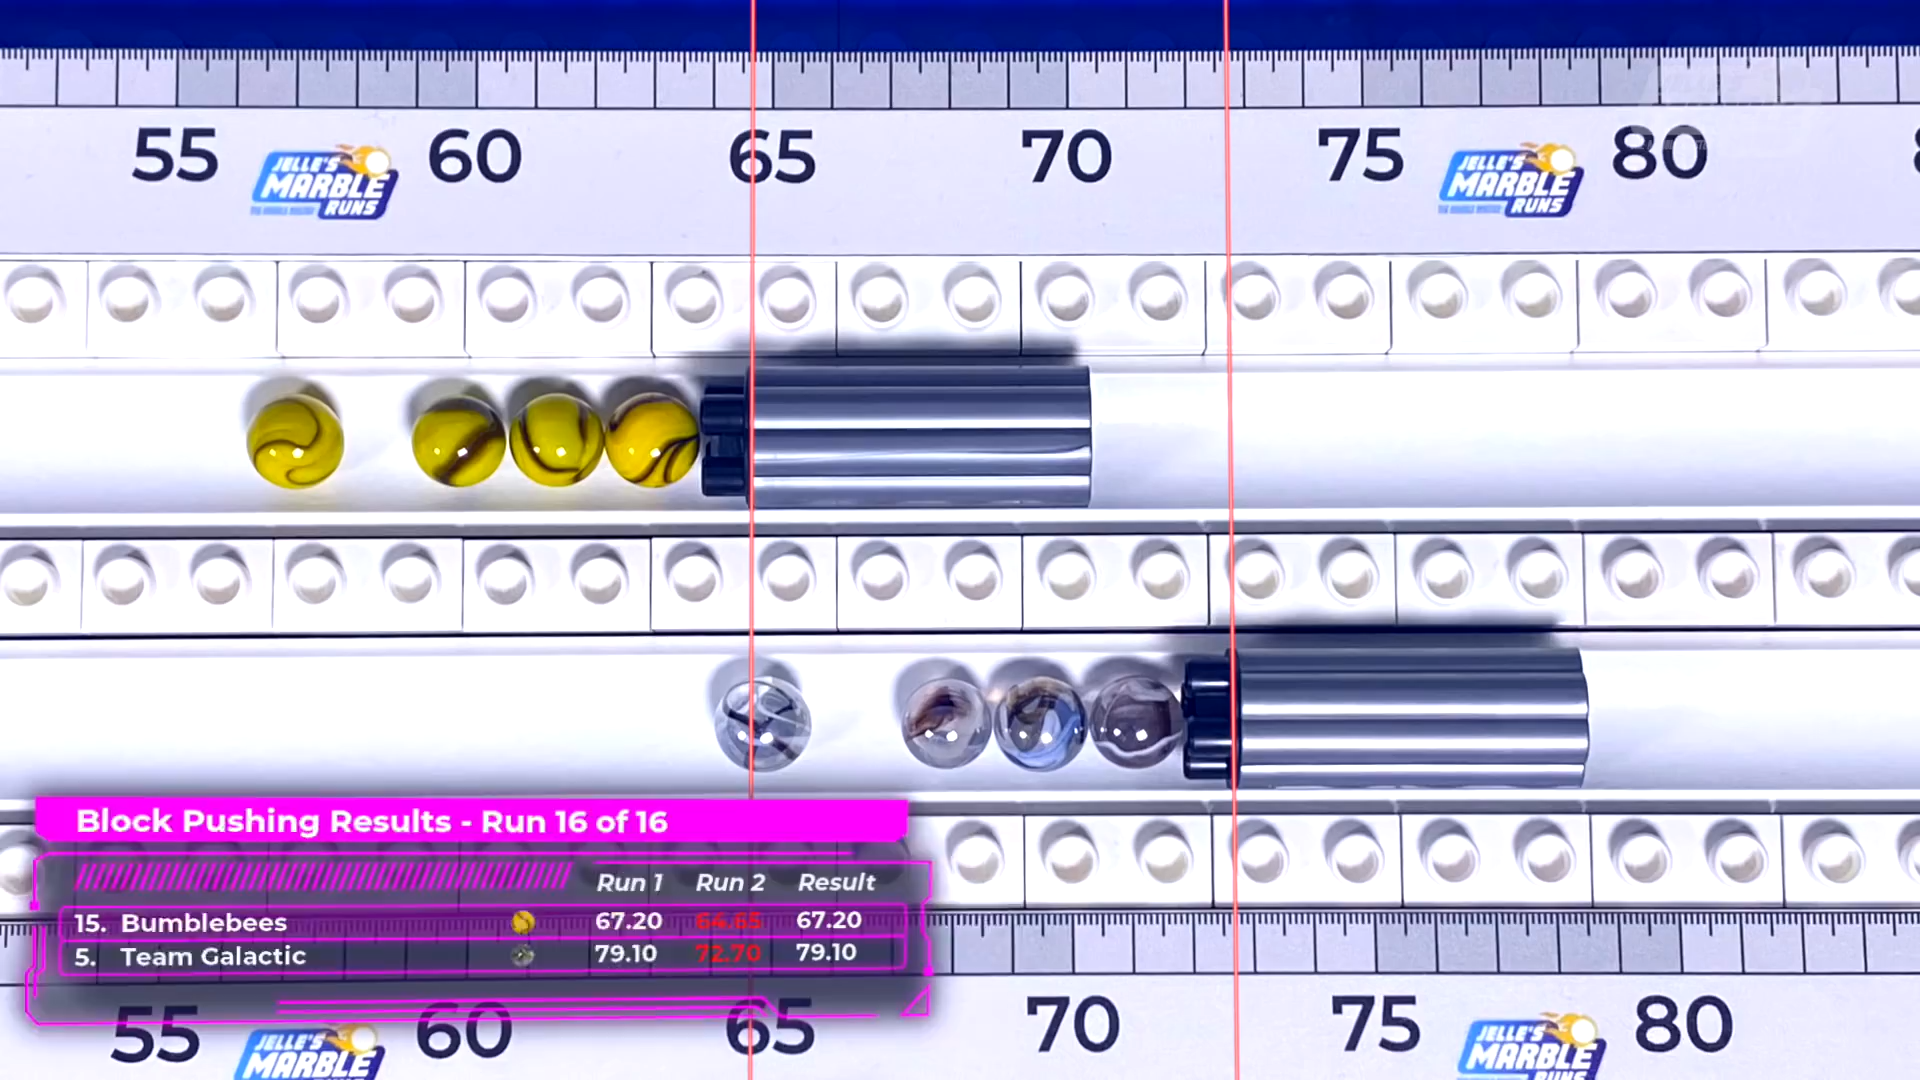 JELLE'S
55 60 65 70 75 80
JELLE'S
MARBLE
RUNS
JELLE'S
MARBLE
RUNS
Block Pushing Results - Run 16 of 16
Run 1 Run 2 Result
15. Bumblebees 67.20 64.65 67.20
5. Team Galactic 79.10 72.70 79.10
55 60 65 70 75 80
JELLE'S
MARBLE
JELLE'S
MARBLE
RUNS